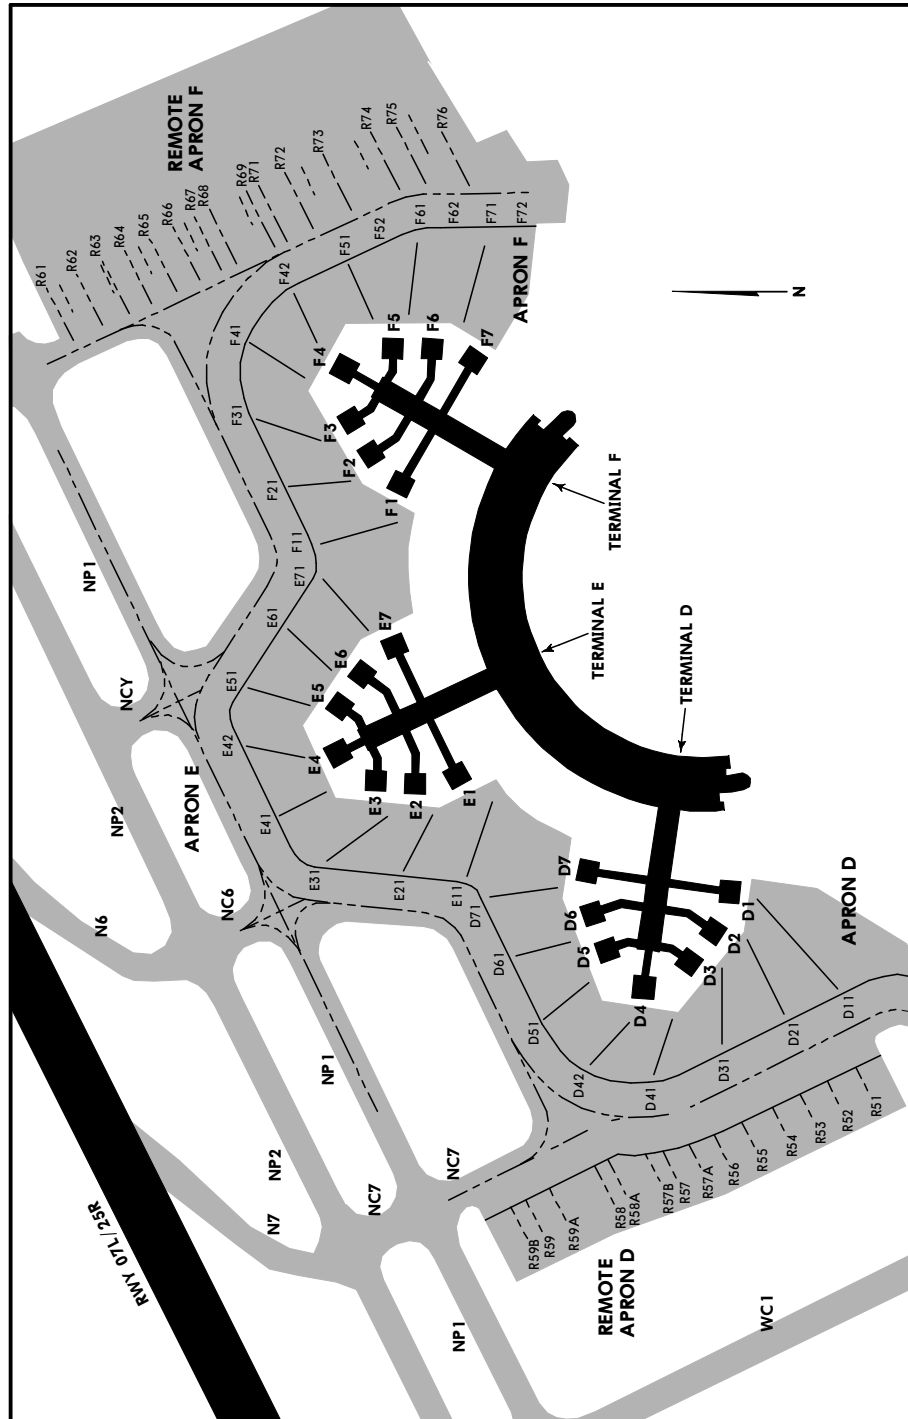 REMOTE
APRON F
R61
R62
R63
R64
R65
R66
R67
R68
R69
R71
R72
R73
R74
R75
R76
F72
F71
F62
F61
F52
F51
F42
F41
F31
F21
F11
APRON F
F7
F6
F5
F4
F3
F2
F1
N
TERMINAL F
TERMINAL E
TERMINAL D
NP1
NCY
NP2
APRON E
N6
NC6
E71
E61
E51
E42
E41
E31
E21
E11
E7
E6
E5
E4
E3
E2
E1
D71
D61
D51
D42
D41
D31
D21
D11
D7
D6
D5
D4
D3
D2
D1
APRON D
NP1
NP2
N7
NC7
NC7
RWY 07L/25R
NP1
R51
R52
R53
R54
R55
R56
R57A
R57
R57B
R58A
R58
R59A
R59
R59B
REMOTE
APRON D
WC1